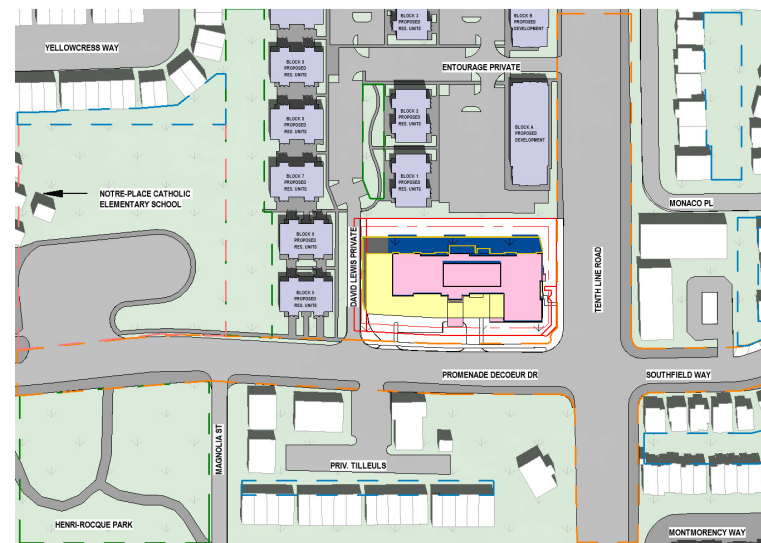 BLOCK 3
PROPOSED
RES. UNITS
BLOCK B
PROPOSED
DEVELOPMENT
YELLOWCRESS WAY
BLOCK 9
PROPOSED
RES. UNITS
ENTOURAGE PRIVATE
BLOCK 8
PROPOSED
RES. UNITS
BLOCK 2
PROPOSED
RES. UNITS
BLOCK A
PROPOSED
DEVELOPMENT
BLOCK 7
PROPOSED
RES. UNITS
BLOCK 1
PROPOSED
RES. UNITS
NOTRE-PLACE CATHOLIC
ELEMENTARY SCHOOL
MONACO PL
BLOCK 6
PROPOSED
RES. UNITS
DAVID LEWIS PRIVATE
TENTH LINE ROAD
BLOCK 5
PROPOSED
RES. UNITS
PROMENADE DECOEUR DR
SOUTHFIELD WAY
MAGNOLIA ST
PRIV. TILLEULS
HENRI-ROCQUE PARK
MONTMORENCY WAY